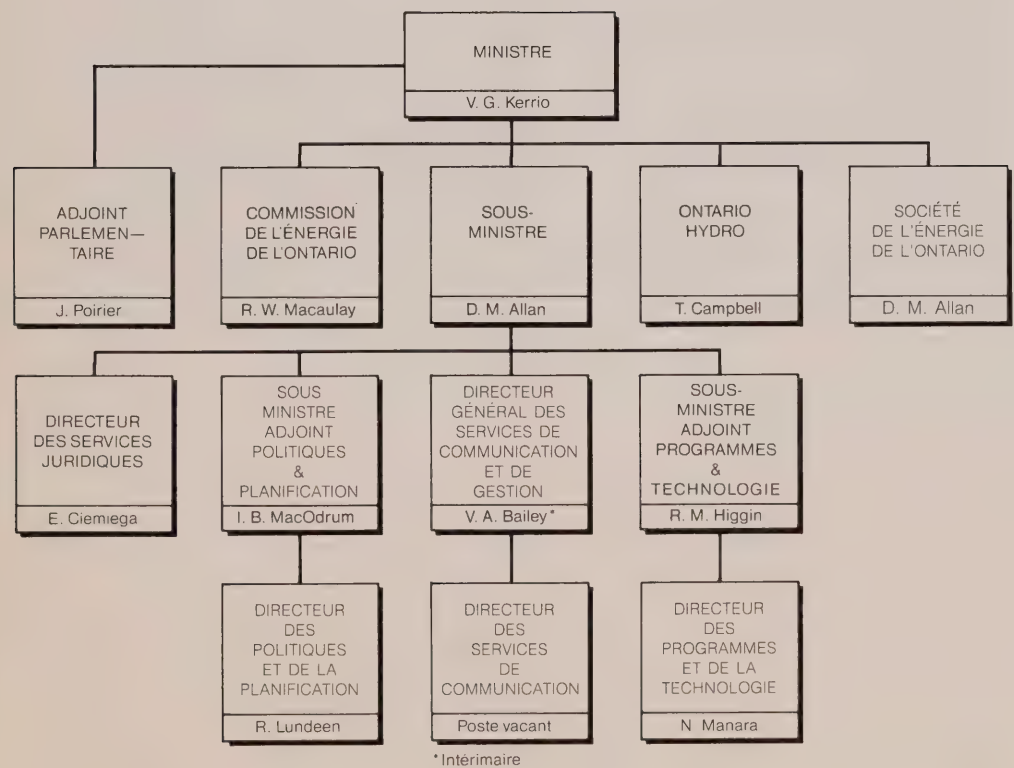 MINISTRE
V. G. Kerrio
ADJOINT
PARLEMEN—
TAIRE
J. Poirier
COMMISSION
DE L'ÉNERGIE
DE L'ONTARIO
R. W. Macaulay
SOUS-
MINISTRE
D. M. Allan
ONTARIO
HYDRO
T. Campbell
SOCIÉTÉ
DE L'ÉNERGIE
DE L'ONTARIO
D. M. Allan
DIRECTEUR
DES SERVICES
JURIDIQUES
E. Ciemiega
SOUS
MINISTRE
ADJOINT
POLITIQUES
&
PLANIFICATION
I. B. MacOdrum
DIRECTEUR
GÉNÉRAL DES
SERVICES DE
COMMUNICATION
ET DE
GESTION
V. A. Bailey*
SOUS-
MINISTRE
ADJOINT
PROGRAMMES
&
TECHNOLOGIE
R. M. Higgin
DIRECTEUR
DES
POLITIQUES
ET DE LA
PLANIFICATION
R. Lundeen
DIRECTEUR
DES
SERVICES
DE
COMMUNICATION
Poste vacant
DIRECTEUR
DES
PROGRAMMES
ET DE LA
TECHNOLOGIE
N. Manara
*Intérimaire